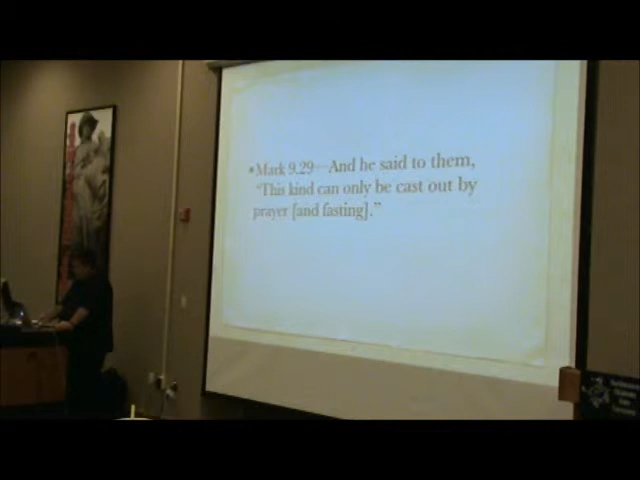 •Mark 9.29—And he said to them,
"This kind can only be cast out by
prayer [and fasting]."